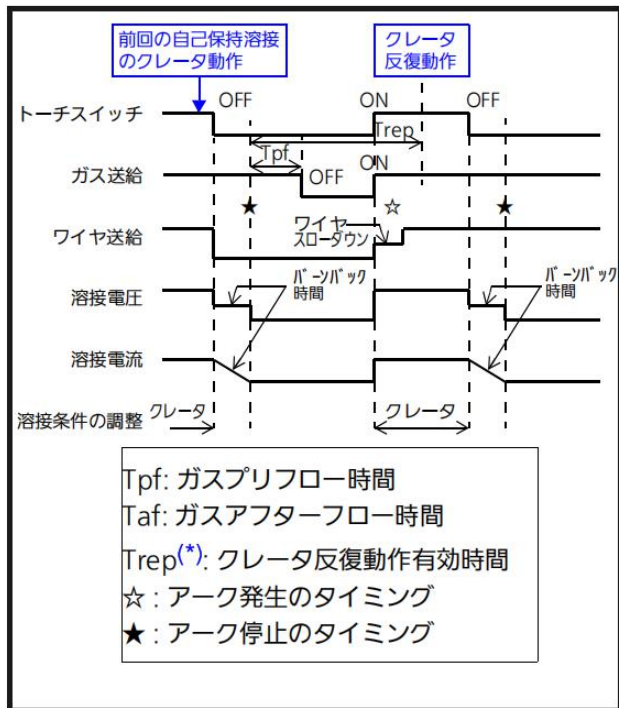 前回の自己保持溶接
のクレータ動作
クレータ
反復動作
OFF
ON
OFF
トーチスイッチ
Trep
Tpf
ガス送給
OFF
ON
★
☆
★
ワイヤ送給
ワイヤ
スローダウン
バーンバック
時間
バーンバック
時間
溶接電圧
溶接電流
溶接条件の調整
クレータ
クレータ
Tpf: ガスプリフロー時間
Taf: ガスアフターフロー時間
Trep(*): クレータ反復動作有効時間
☆ : アーク発生のタイミング
★ : アーク停止のタイミング